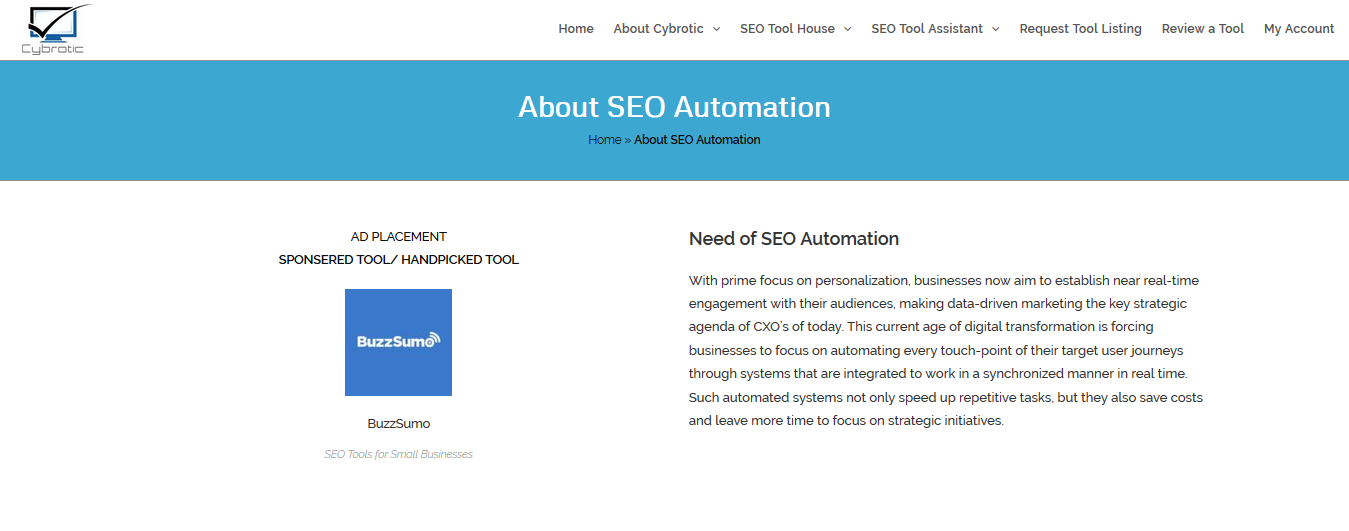 Cybrotic
Home
About Cybrotic
SEO Tool House
SEO Tool Assistant
Request Tool Listing
Review a Tool
My Account
About SEO Automation
Home » About SEO Automation
AD PLACEMENT
SPONSERED TOOL/ HANDPICKED TOOL
BuzzSumo
BuzzSumo
SEO Tools for Small Businesses
Need of SEO Automation
With prime focus on personalization, businesses now aim to establish near real-time
engagement with their audiences, making data-driven marketing the key strategic
agenda of CXO's of today. This current age of digital transformation is forcing
businesses to focus on automating every touch-point of their target user journeys
through systems that are integrated to work in a synchronized manner in real time.
Such automated systems not only speed up repetitive tasks, but they also save costs
and leave more time to focus on strategic initiatives.